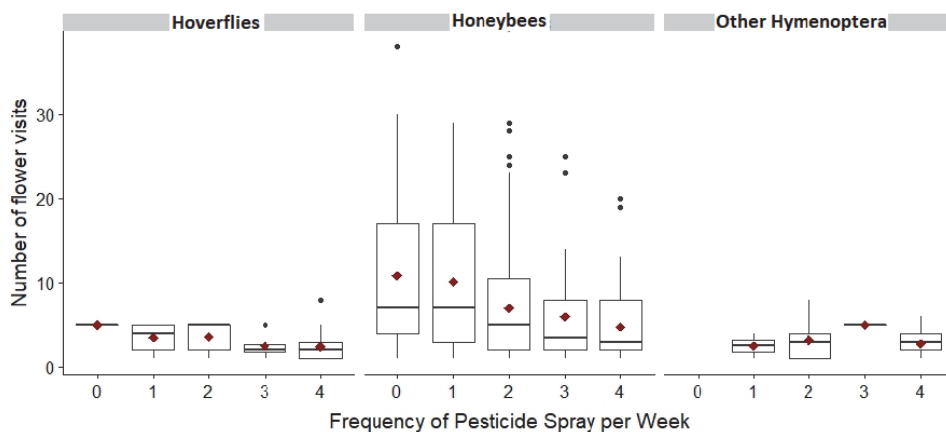 Hoverflies Honeybees Other Hymenoptera
Number of flower visits
30
20
10
0
0 1 2 3 4 0 1 2 3 4 0 1 2 3 4
Frequency of Pesticide Spray per Week